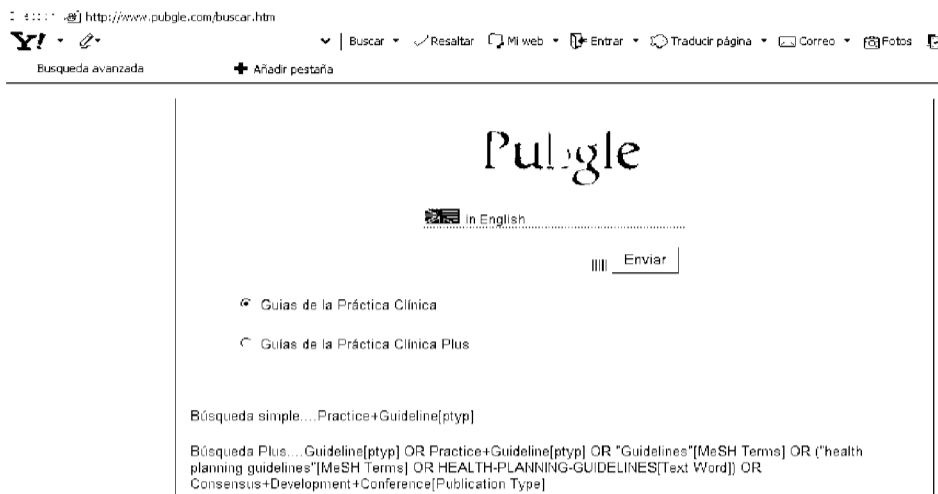 http://www.pubgle.com/buscar.htm
Y! Buscar Resaltar Mi web Entrar Traducir página Correo Fotos
Busqueda avanzada Añadir pestaña
Pubgle
in English
Enviar
Guias de la Práctica Clínica
Guías de la Práctica Clínica Plus
Búsqueda simple....Practice+Guideline[ptyp]
Búsqueda Plus....Guideline[ptyp] OR Practice+Guideline[ptyp] OR "Guidelines"[MeSH Terms] OR ("health
planning guidelines"[MeSH Terms] OR HEALTH-PLANNING-GUIDELINES[Text Word]) OR
Consensus+Development+Conference[Publication Type]